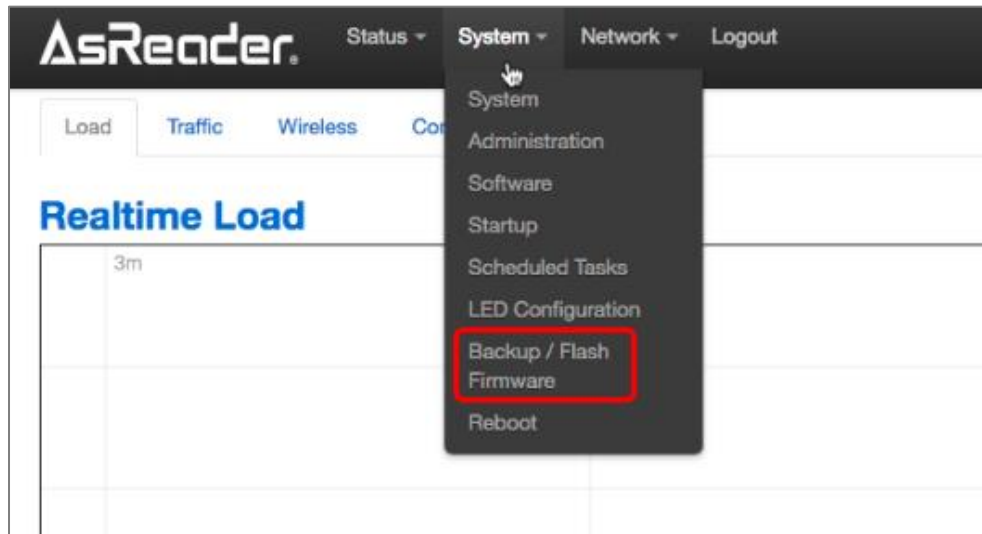 AsReader.
Status System Network Logout
Load Traffic Wireless
System
Administration
Software
Startup
Scheduled Tasks
LED Configuration
Backup / Flash
Firmware
Reboot
Realtime Load
3m